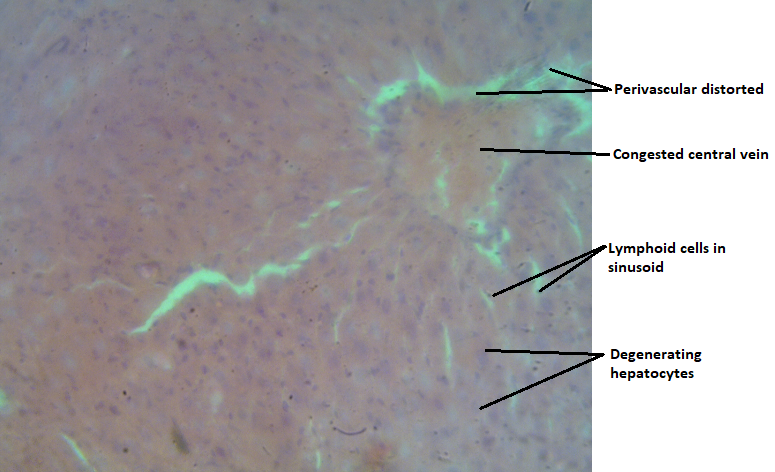 Perivascular distorted
Congested central vein
Lymphoid cells in
sinusoid
Degenerating
hepatocytes